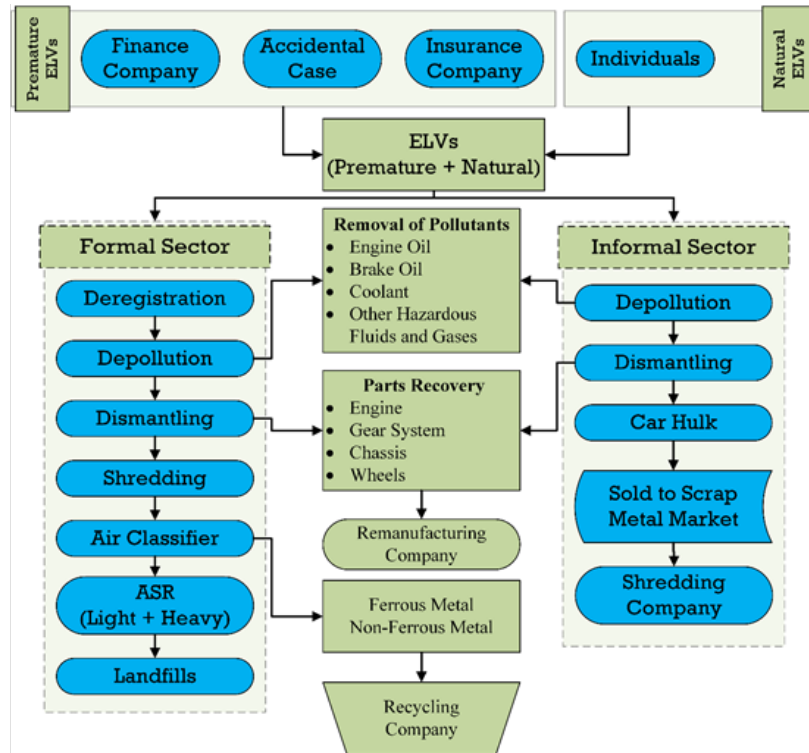 Premature
ELVs
Finance
Company
Accidental
Case
Insurance
Company
Individuals
Natural
ELVs
ELVs
(Premature + Natural)
Formal Sector
Deregistration
Depollution
Dismantling
Shredding
Air Classifier
ASR
(Light + Heavy)
Landfills
Removal of Pollutants
• Engine Oil
• Brake Oil
• Coolant
• Other Hazardous
Fluids and Gases
Parts Recovery
• Engine
• Gear System
• Chassis
• Wheels
Remanufacturing
Company
Ferrous Metal
Non-Ferrous Metal
Recycling
Company
Informal Sector
Depollution
Dismantling
Car Hulk
Sold to Scrap
Metal Market
Shredding
Company